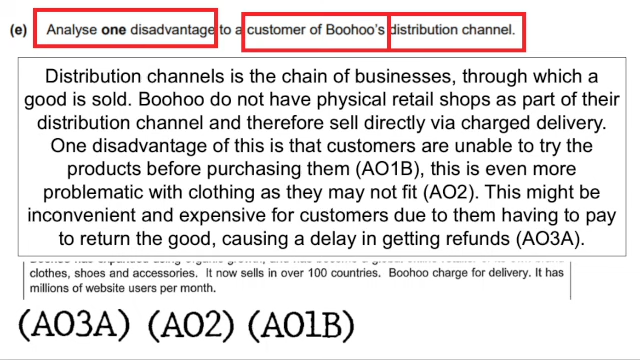 (e) Analyse one disadvantage to a customer of Boohoo's distribution channel.
Distribution channels is the chain of businesses, through which a
good is sold. Boohoo do not have physical retail shops as part of their
distribution channel and therefore sell directly via charged delivery.
One disadvantage of this is that customers are unable to try the
products before purchasing them (AO1B), this is even more
problematic with clothing as they may not fit (AO2). This might be
inconvenient and expensive for customers due to them having to pay
to return the good, causing a delay in getting refunds (AO3A).
clothes, shoes and accessories. It now sells in over 100 countries. Boohoo charge for delivery. It has
millions of website users per month.
(AO3A) (AO2) (AO1B)